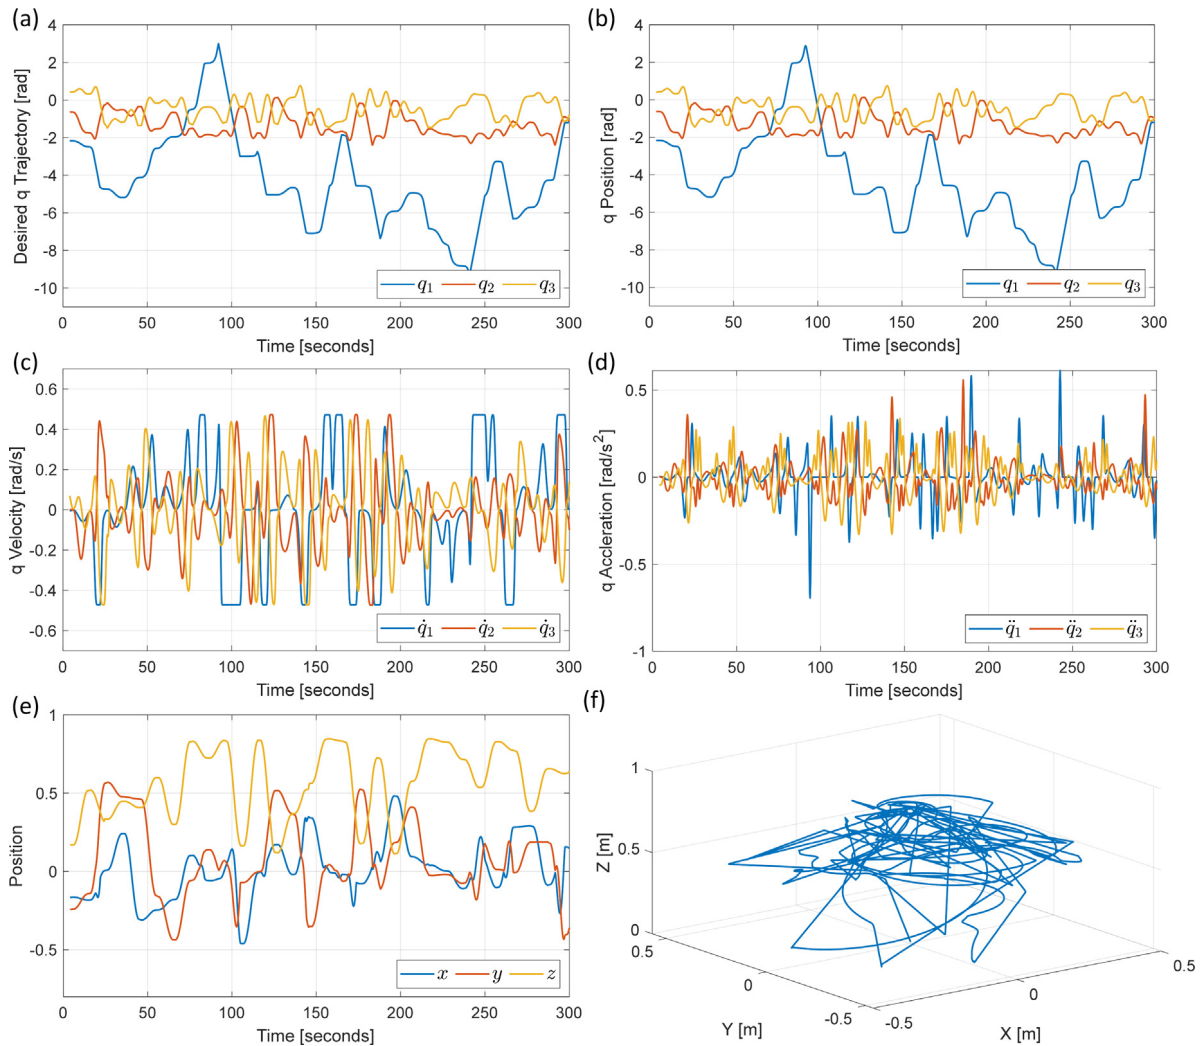 (a)
4
2
0
-2
-4
-6
-8
-10
Desired q Trajectory [rad]
q₁ q₂ q₃
0 50 100 150 200 250 300
Time [seconds]
(b)
4
2
0
-2
-4
-6
-8
-10
q Position [rad]
q₁ q₂ q₃
0 50 100 150 200 250 300
Time [seconds]
(c)
0.6
0.4
0.2
0
-0.2
-0.4
-0.6
q Velocity [rad/s]
q̇₁ q̇₂ q̇₃
0 50 100 150 200 250 300
Time [seconds]
(d)
0.5
0
-0.5
-1
q Accleration [rad/s²]
q̈₁ q̈₂ q̈₃
0 50 100 150 200 250 300
Time [seconds]
(e)
1
0.5
0
-0.5
Position
x y z
0 50 100 150 200 250 300
Time [seconds]
(f)
1
0.5
0
Z [m]
0.5
0
-0.5
Y [m]
-0.5
0
0.5
X [m]